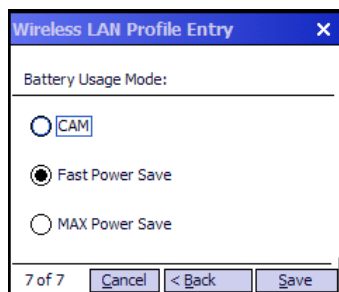 Wireless LAN Profile Entry X
Battery Usage Mode:
CAM
Fast Power Save
MAX Power Save
7 of 7 Cancel < Back Save